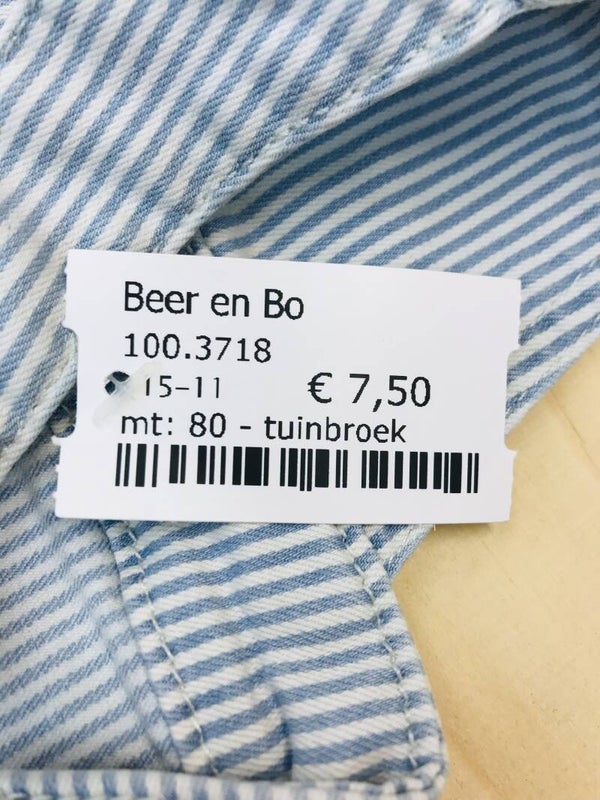 Beer en Bo
100.3718
15-11 € 7,50
mt: 80 - tuinbroek